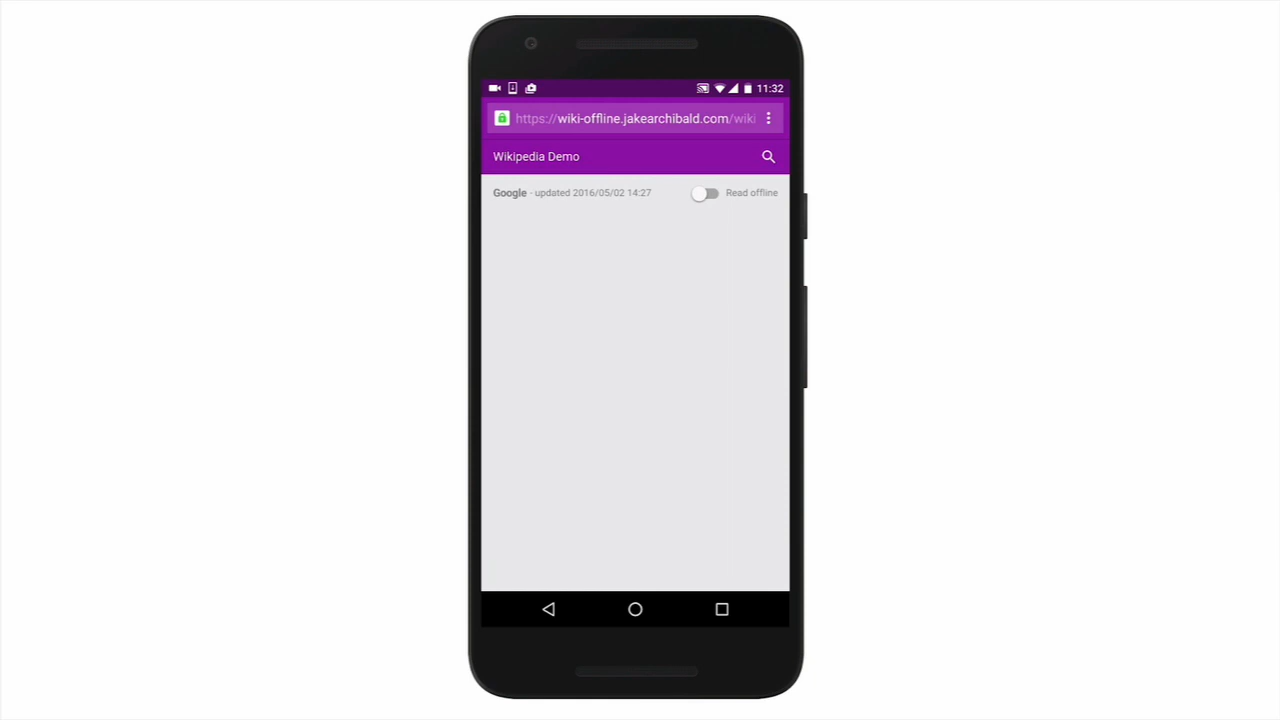 11:32
https://wiki-offline.jakearchibald.com/wiki
Wikipedia Demo
Google - updated 2016/05/02 14:27 Read offline